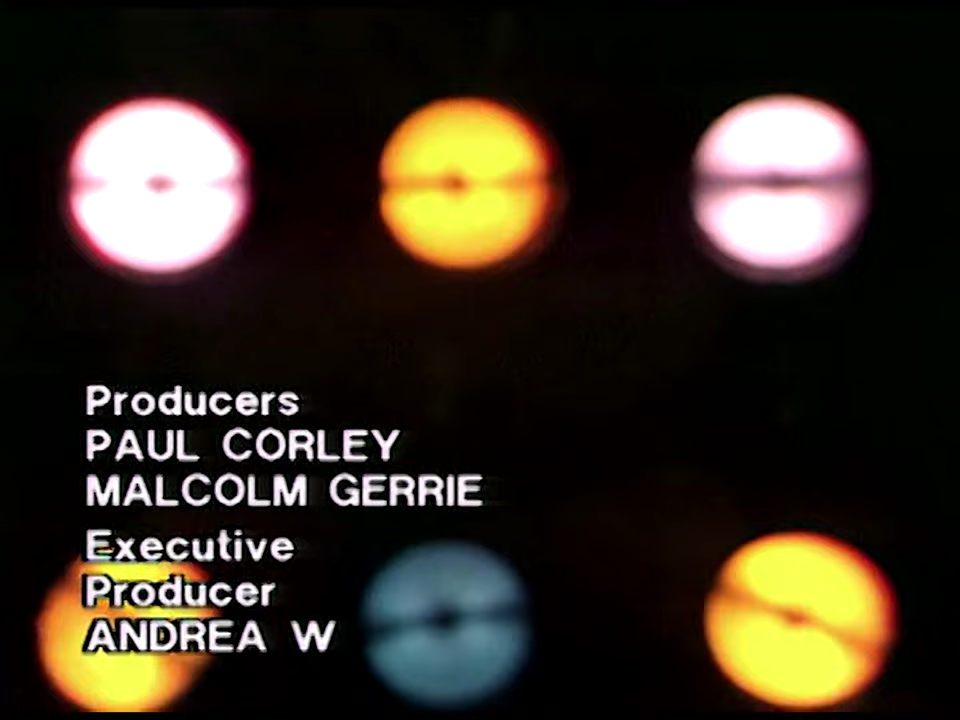 Producers
PAUL CORLEY
MALCOLM GERRIE
Executive
Producer
ANDREA W